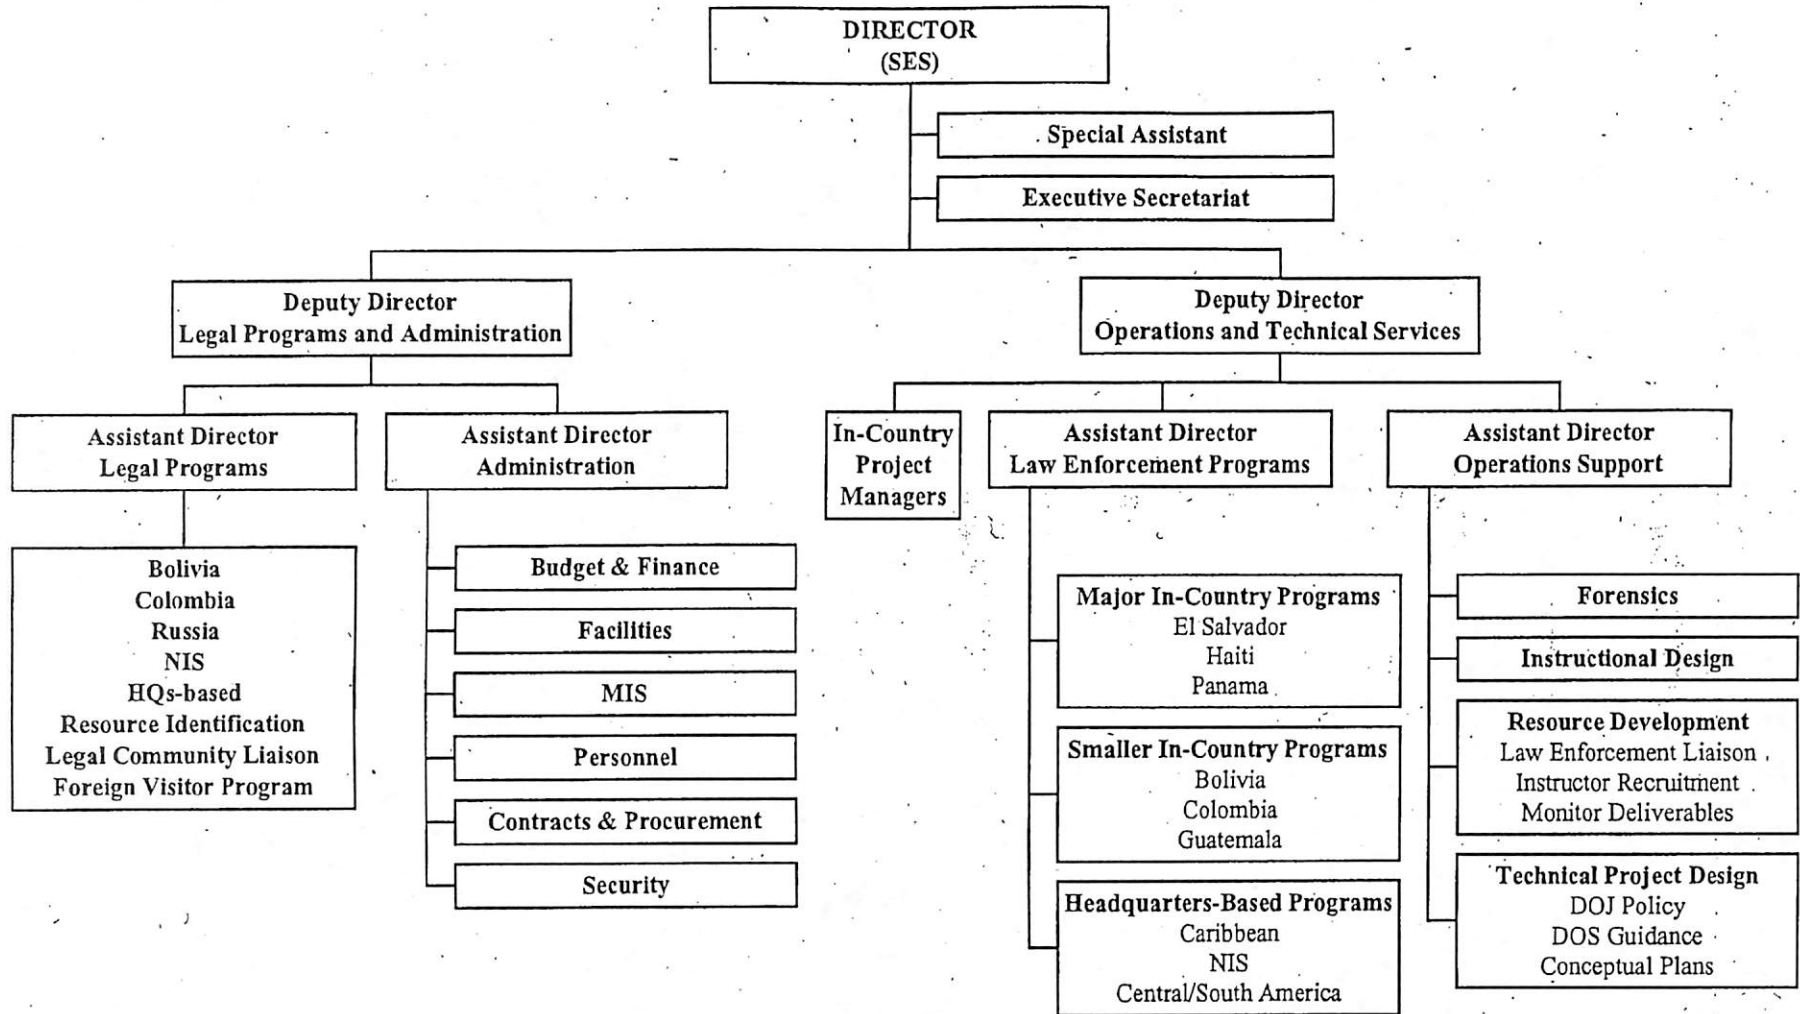 DIRECTOR
(SES)
Special Assistant
Executive Secretariat
Deputy Director
Legal Programs and Administration
Deputy Director
Operations and Technical Services
Assistant Director
Legal Programs
Assistant Director
Administration
In-Country
Project
Managers
Assistant Director
Law Enforcement Programs
Assistant Director
Operations Support
Bolivia
Colombia
Russia
NIS
HQs-based
Resource Identification
Legal Community Liaison
Foreign Visitor Program
Budget & Finance
Facilities
MIS
Personnel
Contracts & Procurement
Security
Major In-Country Programs
El Salvador
Haiti
Panama
Smaller In-Country Programs
Bolivia
Colombia
Guatemala
Headquarters-Based Programs
Caribbean
NIS
Central/South America
Forensics
Instructional Design
Resource Development
Law Enforcement Liaison
Instructor Recruitment
Monitor Deliverables
Technical Project Design
DOJ Policy
DOS Guidance
Conceptual Plans